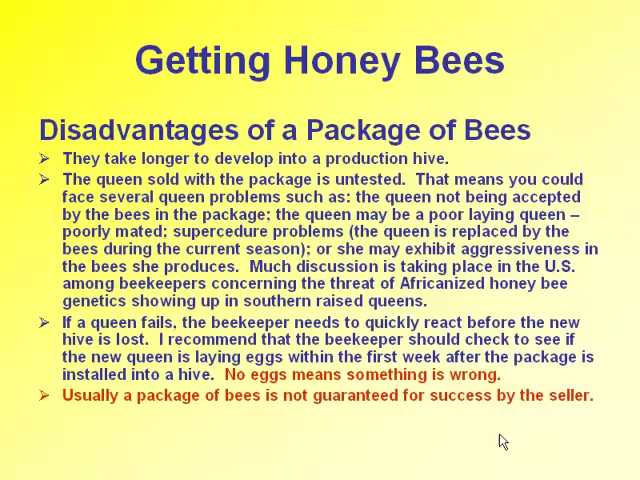 Getting Honey Bees
Disadvantages of a Package of Bees
They take longer to develop into a production hive.
The queen sold with the package is untested.  That means you could
face several queen problems such as: the queen not being accepted
by the bees in the package; the queen may be a poor laying queen –
poorly mated; supercedure problems (the queen is replaced by the
bees during the current season); or she may exhibit aggressiveness in
the bees she produces.  Much discussion is taking place in the U.S.
among beekeepers concerning the threat of Africanized honey bee
genetics showing up in southern raised queens.
If a queen fails, the beekeeper needs to quickly react before the new
hive is lost.  I recommend that the beekeeper should check to see if
the new queen is laying eggs within the first week after the package is
installed into a hive.  No eggs means something is wrong.
Usually a package of bees is not guaranteed for success by the seller.